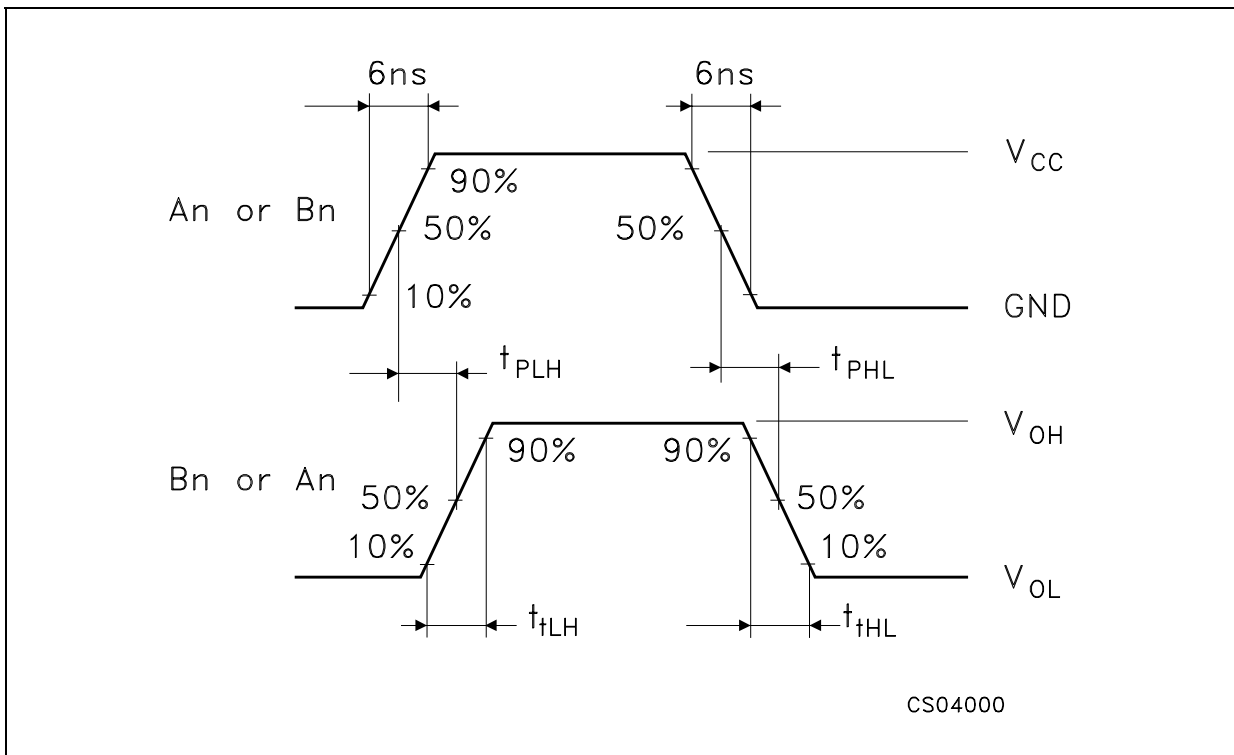 6ns 6ns
V_CC
90%
An or Bn
50% 50%
10%
GND
t_PLH t_PHL
V_OH
90% 90%
Bn or An
50% 50%
10% 10%
V_OL
t_tLH t_tHL
CS04000